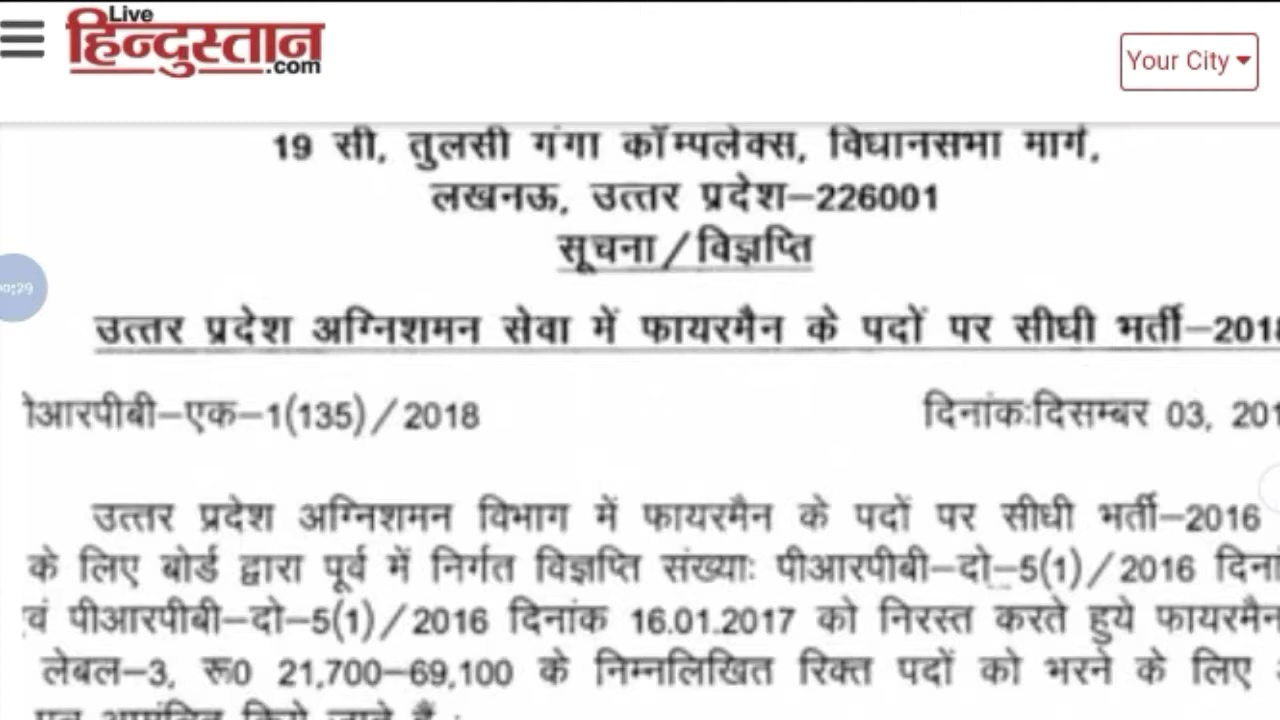 Live
हिन्दुस्तान
.com
Your City
19 सी, तुलसी गंगा कॉम्पलेक्स, विधानसभा मार्ग,
लखनऊ, उत्तर प्रदेश–226001
सूचना/विज्ञप्ति
00:29
उत्तर प्रदेश अग्निशमन सेवा में फायरमैन के पदों पर सीधी भर्ती–2018
ीआरपीबी–एक–1(135)/2018 दिनांक:दिसम्बर 03, 201
उत्तर प्रदेश अग्निशमन विभाग में फायरमैन के पदों पर सीधी भर्ती–2016
के लिए बोर्ड द्वारा पूर्व में निर्गत विज्ञप्ति संख्याः पीआरपीबी–दो–5(1)/2016 दिनां
वं पीआरपीबी–दो–5(1)/2016 दिनांक 16.01.2017 को निरस्त करते हुये फायरमैन
लेबल–3, रू0 21,700–69,100 के निम्नलिखित रिक्त पदों को भरने के लिए
आमंत्रित किये जाते हैं :